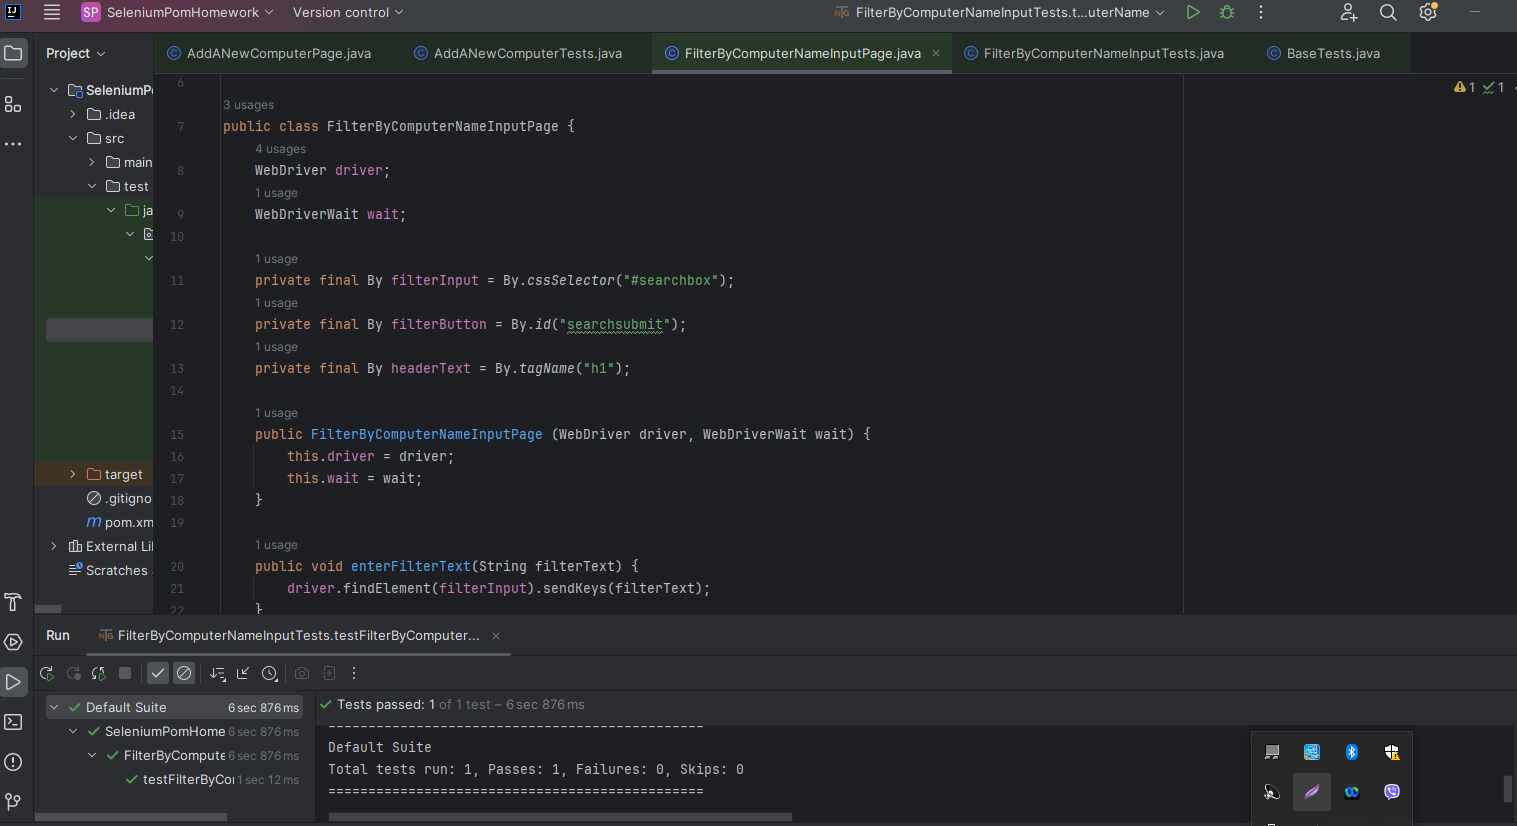 SP SeleniumPomHomework Version control FilterByComputerNameInputTests.t...uterName
Project AddANewComputerPage.java AddANewComputerTests.java FilterByComputerNameInputPage.java FilterByComputerNameInputTests.java BaseTests.java
SeleniumP
.idea
src
main
test
ja
target
.gitigno
pom.xm
External Li
Scratches
6
1 1
3 usages
7 public class FilterByComputerNameInputPage {
4 usages
8 WebDriver driver;
1 usage
9 WebDriverWait wait;
10
1 usage
11 private final By filterInput = By.cssSelector("#searchbox");
1 usage
12 private final By filterButton = By.id("searchsubmit");
1 usage
13 private final By headerText = By.tagName("h1");
14
1 usage
15 public FilterByComputerNameInputPage (WebDriver driver, WebDriverWait wait) {
16 this.driver = driver;
17 this.wait = wait;
18 }
19
1 usage
20 public void enterFilterText(String filterText) {
21 driver.findElement(filterInput).sendKeys(filterText);
22 }
Run FilterByComputerNameInputTests.testFilterByComputer...
Default Suite 6 sec 876 ms
SeleniumPomHome 6 sec 876 ms
FilterByCompute 6 sec 876 ms
testFilterByCo 1 sec 12 ms
Tests passed: 1 of 1 test – 6 sec 876 ms
===============================================
Default Suite
Total tests run: 1, Passes: 1, Failures: 0, Skips: 0
===============================================